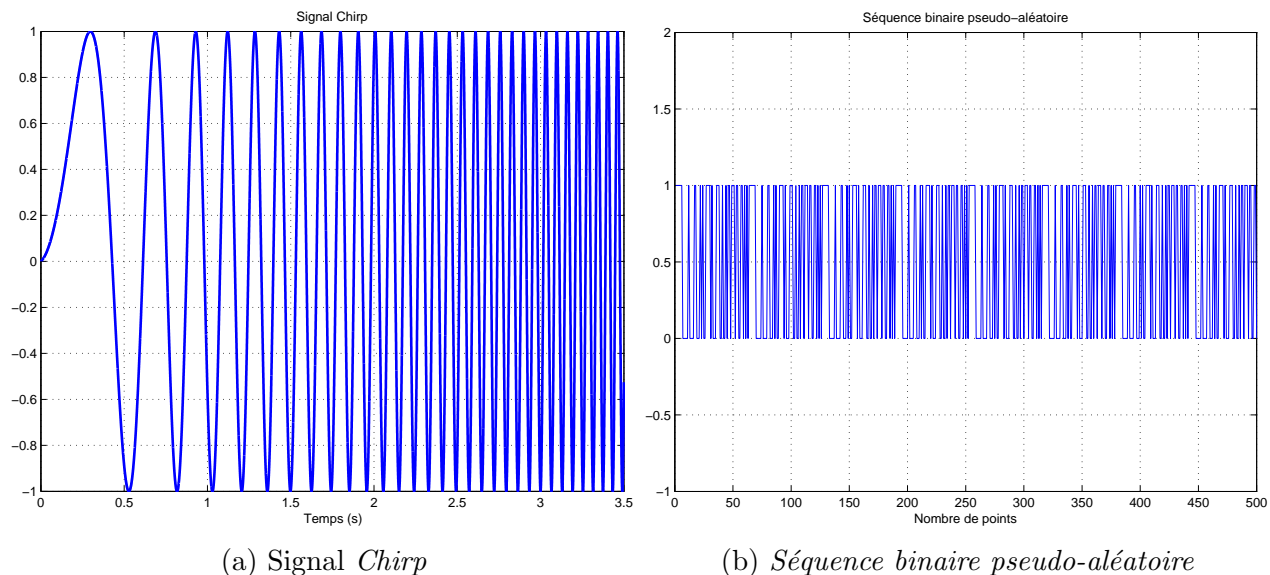 Signal Chirp
1
0.8
0.6
0.4
0.2
0
−0.2
−0.4
−0.6
−0.8
−1
0 0.5 1 1.5 2 2.5 3 3.5
Temps (s)
(a) Signal Chirp
Séquence binaire pseudo−aléatoire
2
1.5
1
0.5
0
−0.5
−1
0 50 100 150 200 250 300 350 400 450 500
Nombre de points
(b) Séquence binaire pseudo-aléatoire